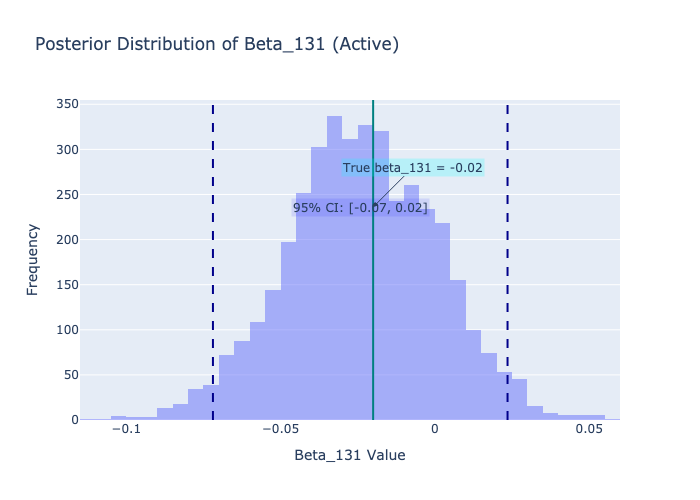 Posterior Distribution of Beta_131 (Active)
350
300
250
200
150
100
50
0
Frequency
True beta_131 = -0.02
95% CI: [-0.07, 0.02]
−0.1
−0.05
0
0.05
Beta_131 Value